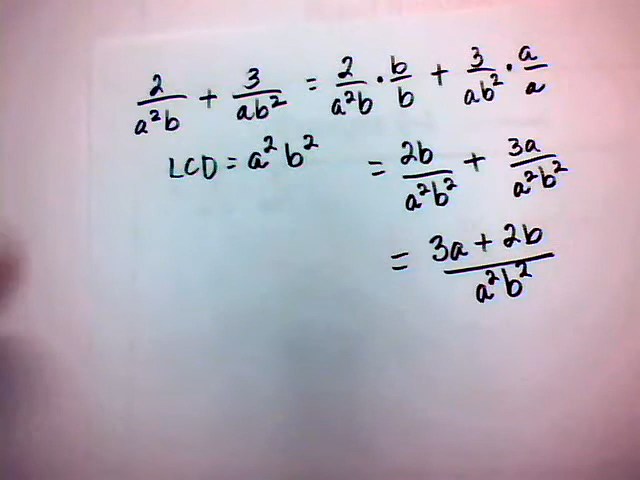 2/a²b + 3/ab² = 2/a²b · b/b + 3/ab² · a/a
LCD = a²b² = 2b/a²b² + 3a/a²b²
= 3a + 2b/a²b²